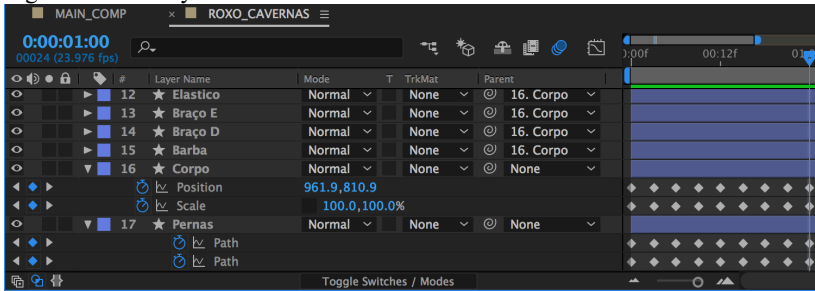 MAIN_COMP × ROXO_CAVERNAS
0:00:01:00
00024 (23.976 fps) :00f 00:12f
# Layer Name Mode T TrkMat Parent
12 Elastico Normal None 16. Corpo
13 Braço E Normal None 16. Corpo
14 Braço D Normal None 16. Corpo
15 Barba Normal None 16. Corpo
16 Corpo Normal None None
Position 961.9,810.9
Scale 100.0,100.0%
17 Pernas Normal None None
Path
Path
Toggle Switches / Modes